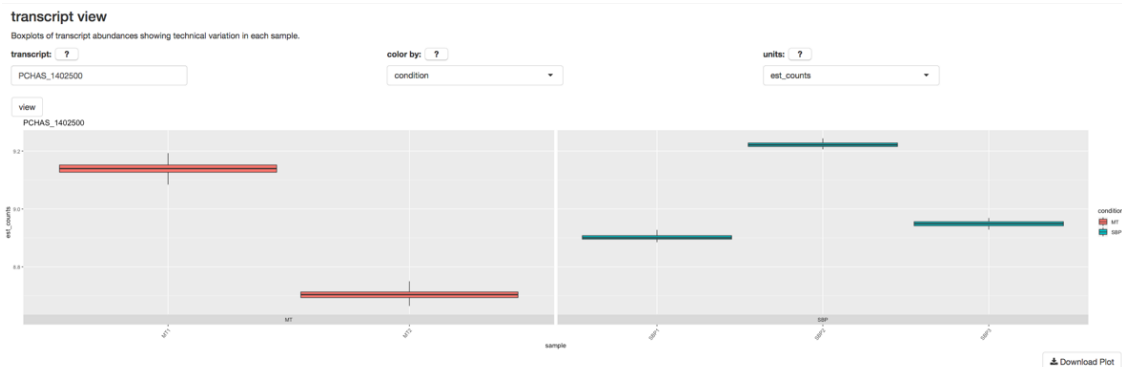 transcript view
Boxplots of transcript abundances showing technical variation in each sample.
transcript: ? color by: ? units: ?
PCHAS_1402500 condition est_counts
view
PCHAS_1402500
9.2
9.0
8.8
est_counts
MT SBP
MT1 MT2 SBP1 SBP2 SBP3
sample
condition
MT
SBP
Download Plot